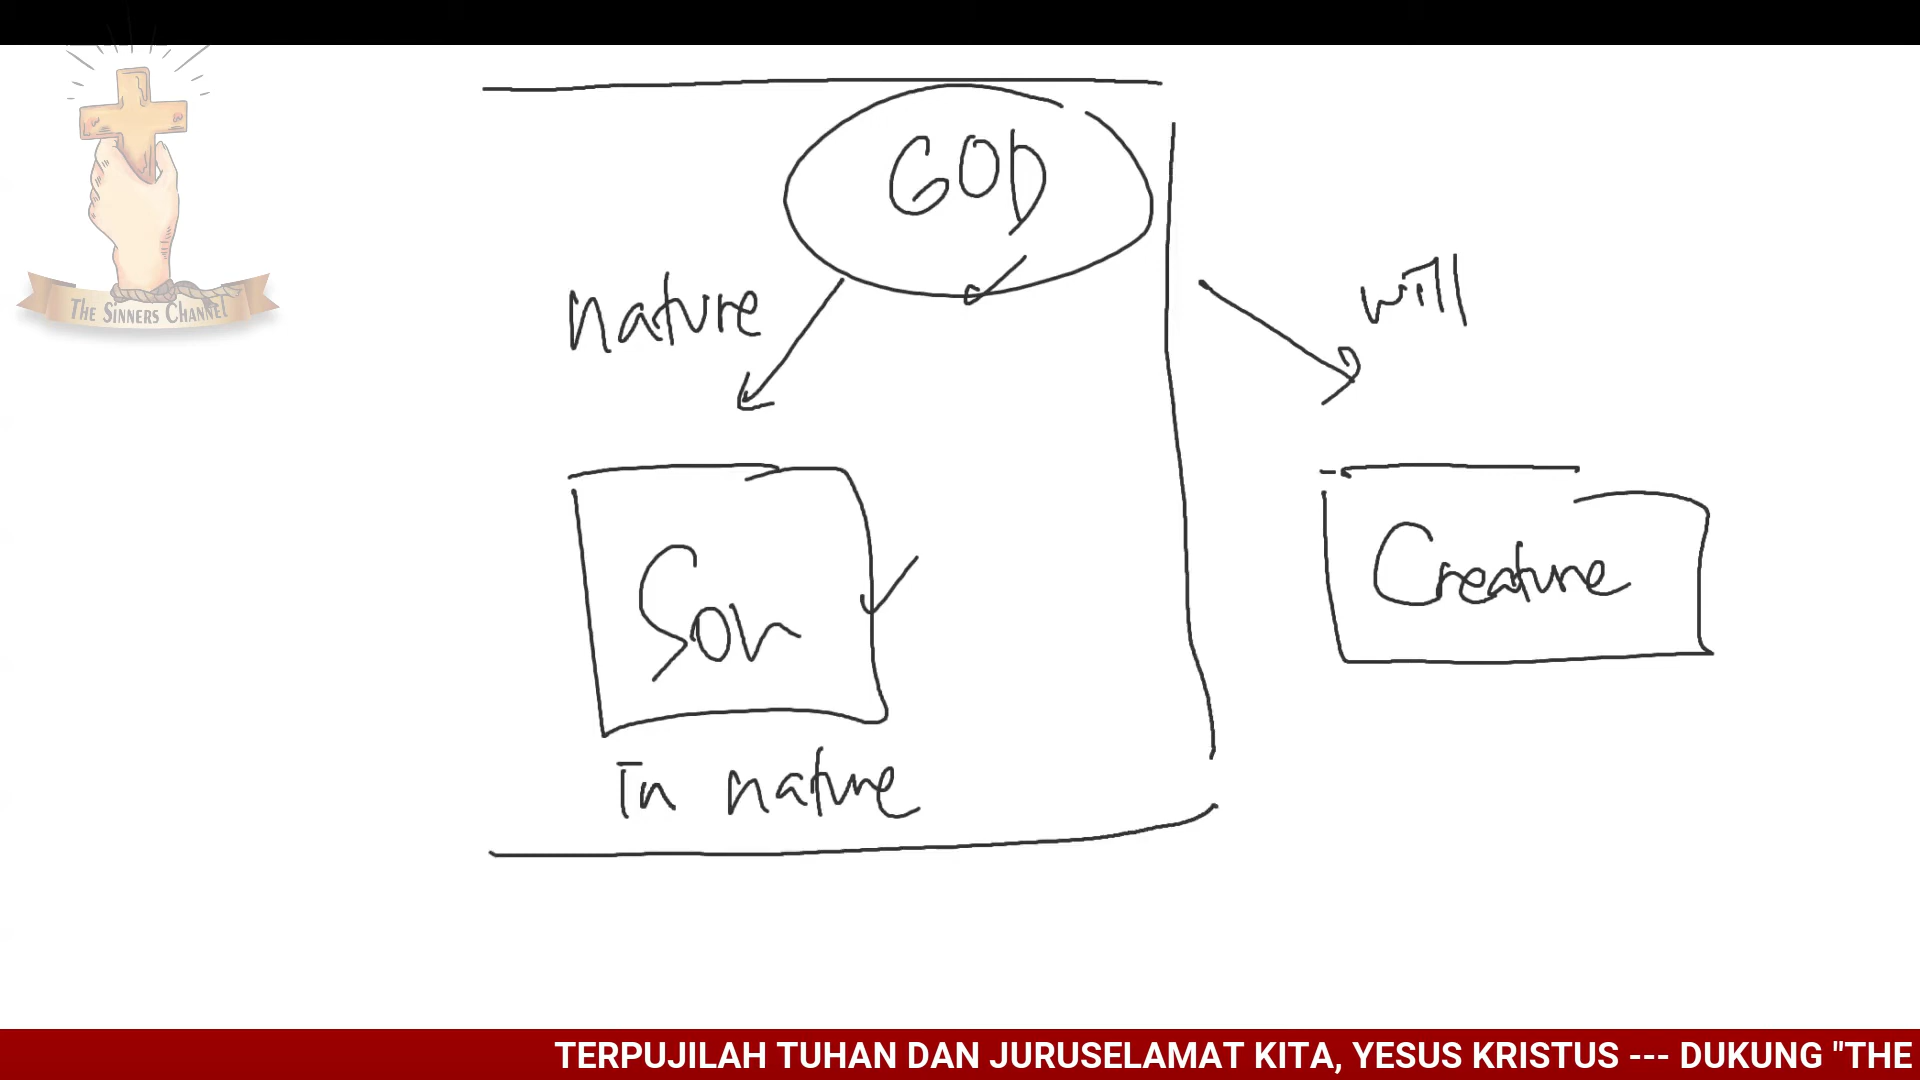 THE SINNERS CHANNEL
GOD
nature
will
Son
Creature
In nature
TERPUJILAH TUHAN DAN JURUSELAMAT KITA, YESUS KRISTUS --- DUKUNG "THE